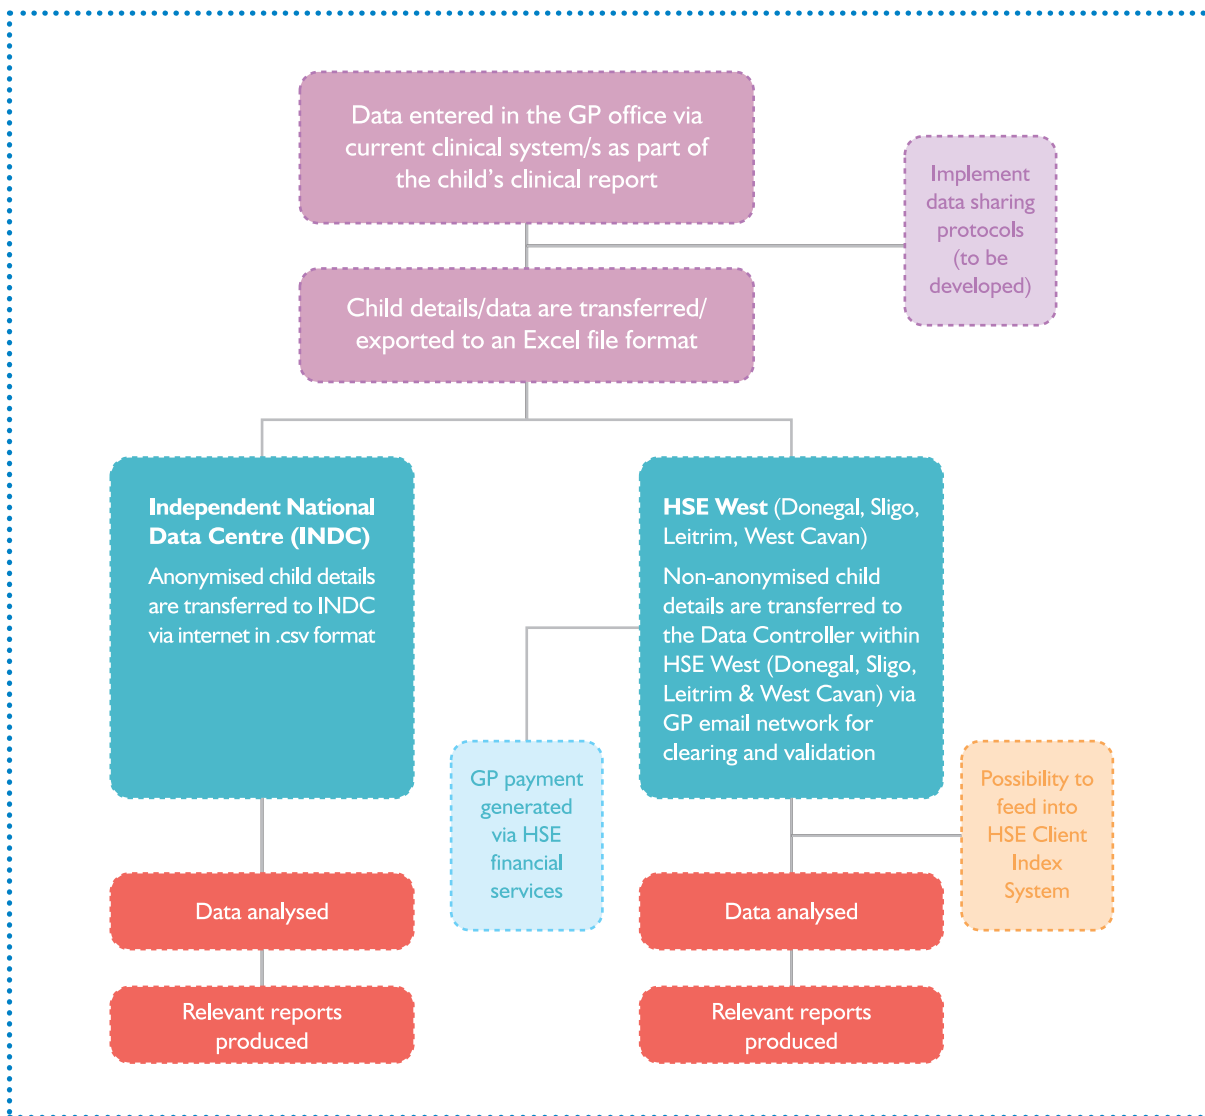 Data entered in the GP office via
current clinical system/s as part of
the child's clinical report
Implement
data sharing
protocols
(to be
developed)
Child details/data are transferred/
exported to an Excel file format
Independent National
Data Centre (INDC)
Anonymised child details
are transferred to INDC
via internet in .csv format
HSE West (Donegal, Sligo,
Leitrim, West Cavan)
Non-anonymised child
details are transferred to
the Data Controller within
HSE West (Donegal, Sligo,
Leitrim & West Cavan) via
GP email network for
clearing and validation
GP payment
generated
via HSE
financial
services
Possibility to
feed into
HSE Client
Index
System
Data analysed
Data analysed
Relevant reports
produced
Relevant reports
produced